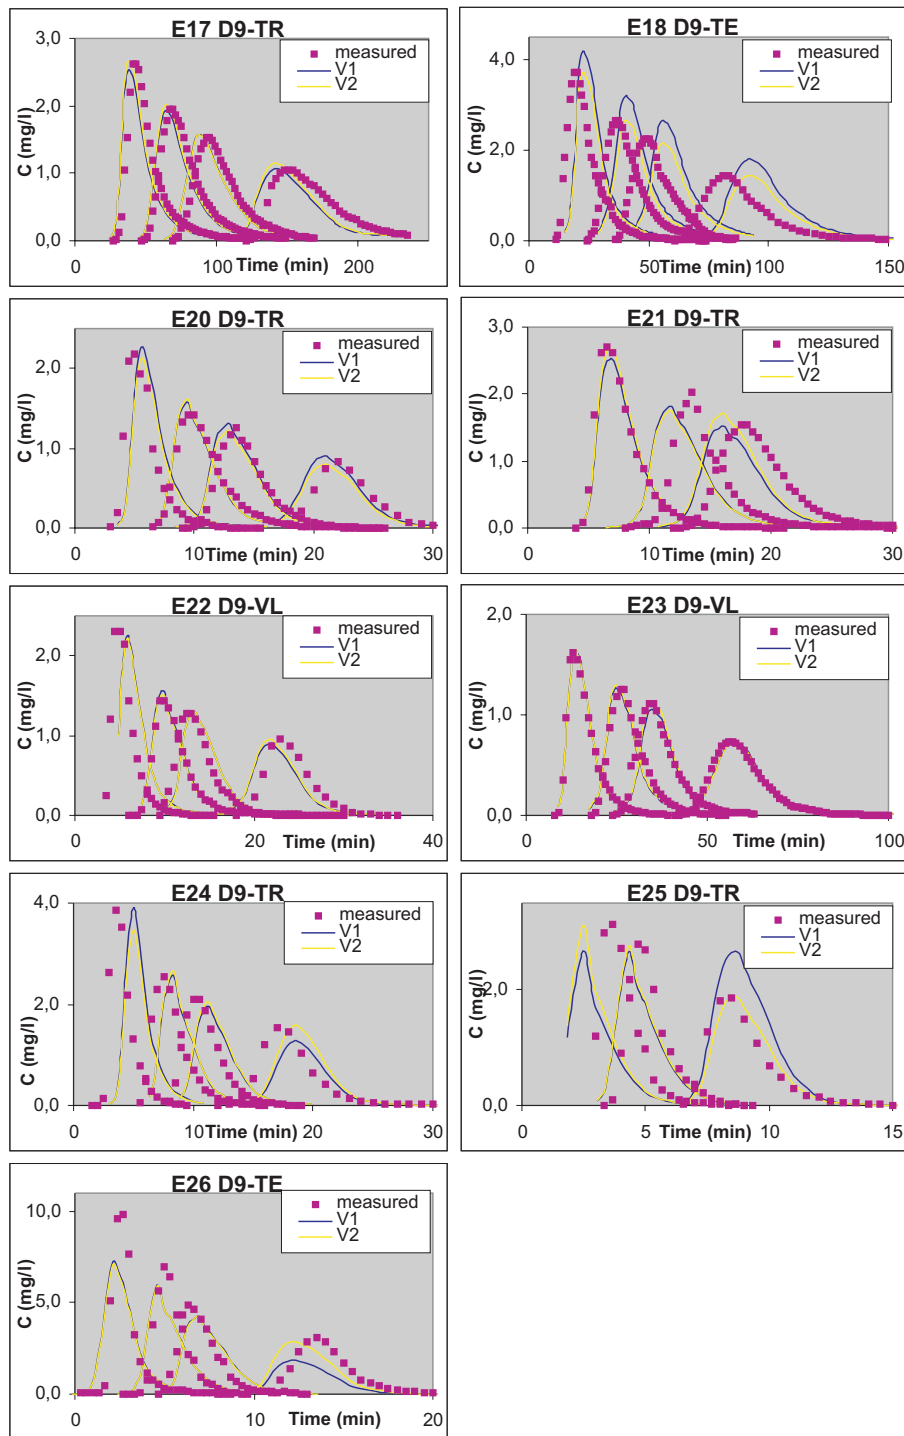 E17 D9-TR
C (mg/l)
3,0
2,0
1,0
0,0
0
100
200
Time (min)
measured
V1
V2
E18 D9-TE
C (mg/l)
4,0
2,0
0,0
0
50
100
150
Time (min)
measured
V1
V2
E20 D9-TR
C (mg/l)
2,0
1,0
0,0
0
10
20
30
Time (min)
measured
V1
V2
E21 D9-TR
C (mg/l)
3,0
2,0
1,0
0,0
0
10
20
30
Time (min)
measured
V1
V2
E22 D9-VL
C (mg/l)
2,0
1,0
0,0
0
20
40
Time (min)
measured
V1
V2
E23 D9-VL
C (mg/l)
2,0
1,0
0,0
0
50
100
Time (min)
measured
V1
V2
E24 D9-TR
C (mg/l)
4,0
2,0
0,0
0
10
20
30
Time (min)
measured
V1
V2
E25 D9-TR
C (mg/l)
2,0
0,0
0
5
10
15
Time (min)
measured
V1
V2
E26 D9-TE
C (mg/l)
10,0
5,0
0,0
0
10
20
Time (min)
measured
V1
V2